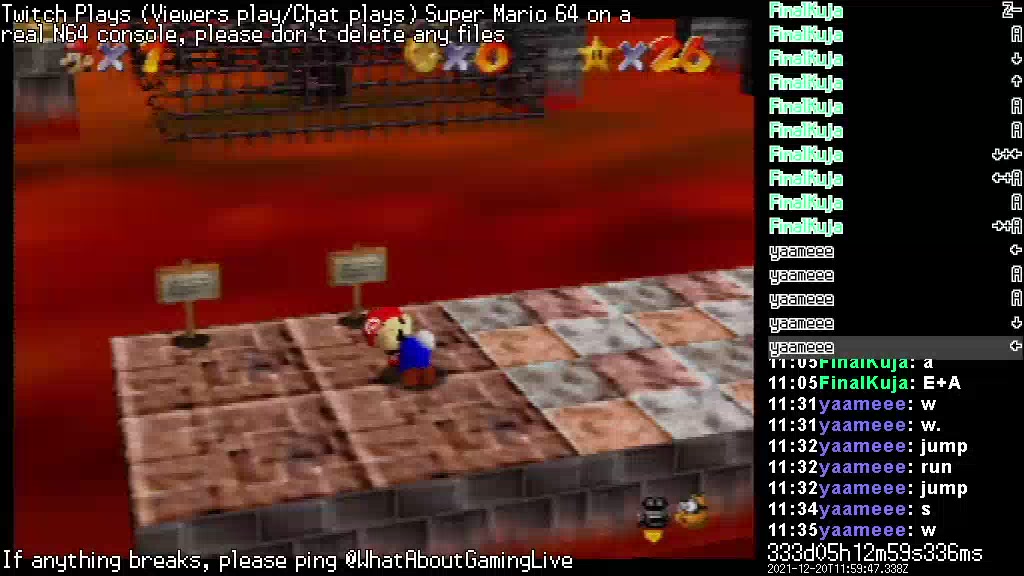 Twitch Plays (Viewers play/Chat plays) Super Mario 64 on a
real N64 console, please don't delete any files
× 1 × 0 × 26
FinalKuja Z-
FinalKuja A
FinalKuja ↓
FinalKuja ↑
FinalKuja A
FinalKuja A
FinalKuja ↓+←
FinalKuja ←+A
FinalKuja A
FinalKuja →+A
yaameee ←
yaameee A
yaameee A
yaameee ↓
yaameee ←
11:05FinalKuja: a
11:05FinalKuja: E+A
11:31yaameee: w
11:31yaameee: w.
11:32yaameee: jump
11:32yaameee: run
11:32yaameee: jump
11:34yaameee: s
11:35yaameee: w
333d05h12m59s336ms
2021-12-20T11:59:47.338Z
If anything breaks, please ping @WhatAboutGamingLive